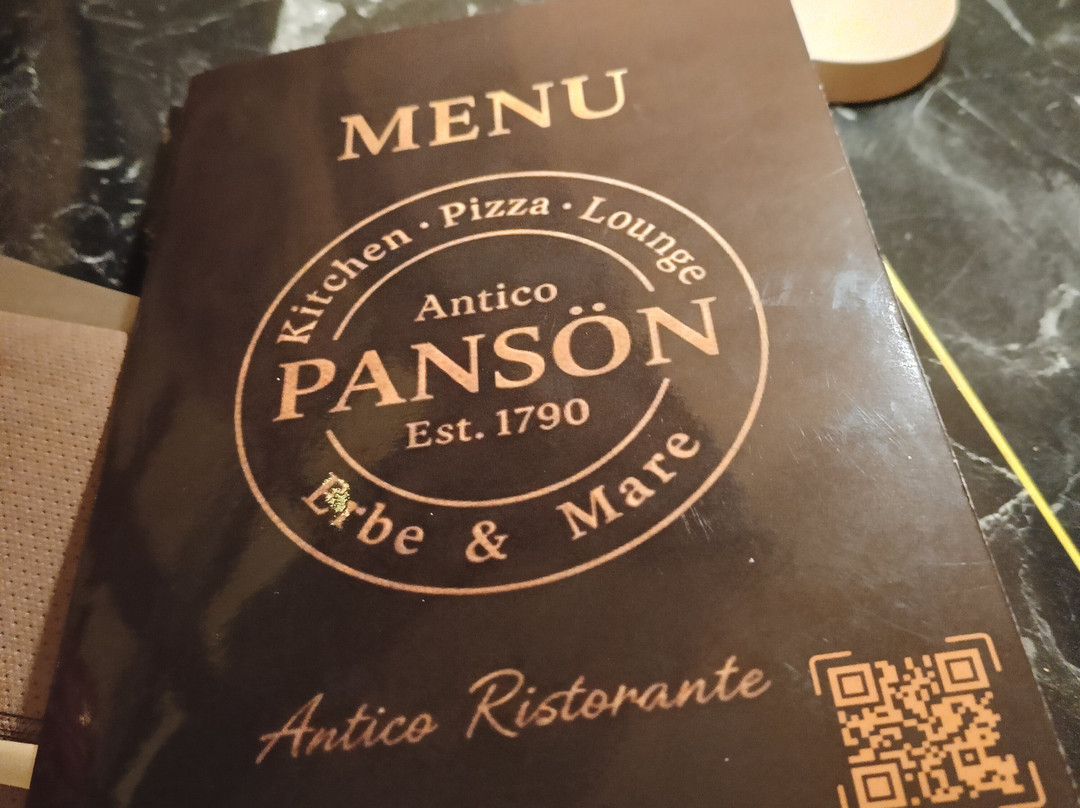 MENU
Kitchen · Pizza · Lounge
Antico
PANSÖN
Est. 1790
Erbe & Mare
Antico Ristorante